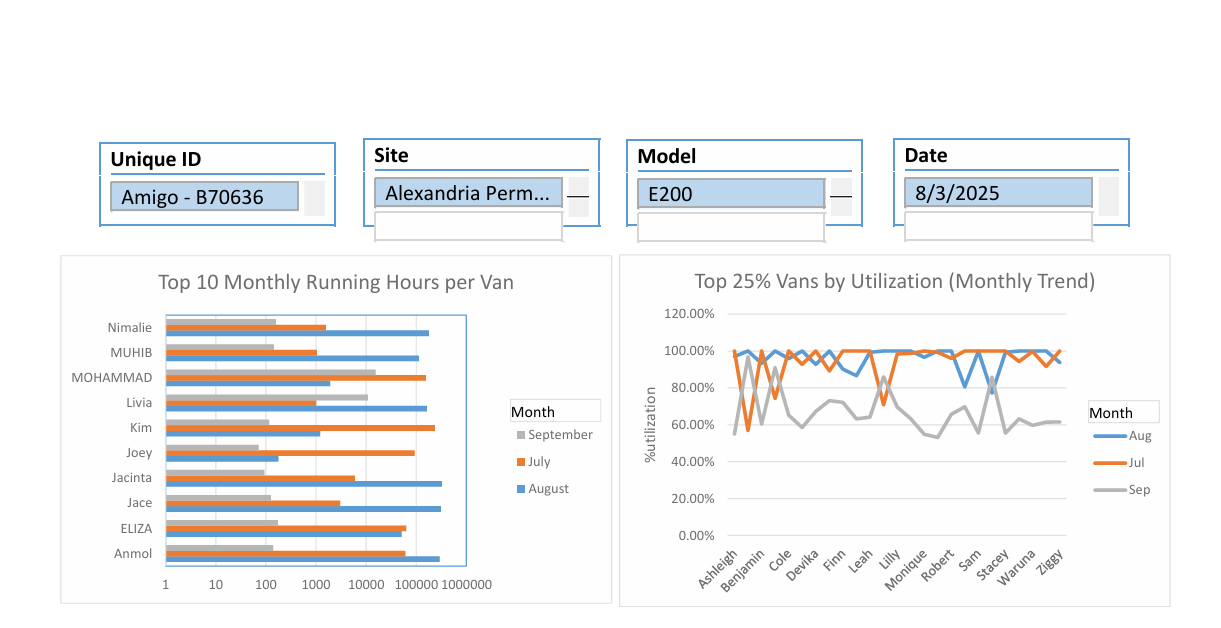 Unique ID
Amigo - B70636
Site
Alexandria Perm...
Model
E200
Date
8/3/2025
Top 10 Monthly Running Hours per Van
Nimalie
MUHIB
MOHAMMAD
Livia
Kim
Joey
Jacinta
Jace
ELIZA
Anmol
1 10 100 1000 10000 100000 1000000
Month
September
July
August
Top 25% Vans by Utilization (Monthly Trend)
%utilization
120.00%
100.00%
80.00%
60.00%
40.00%
20.00%
0.00%
Ashleigh
Benjamin
Cole
Devika
Finn
Leah
Lilly
Monique
Robert
Sam
Stacey
Waruna
Ziggy
Month
Aug
Jul
Sep